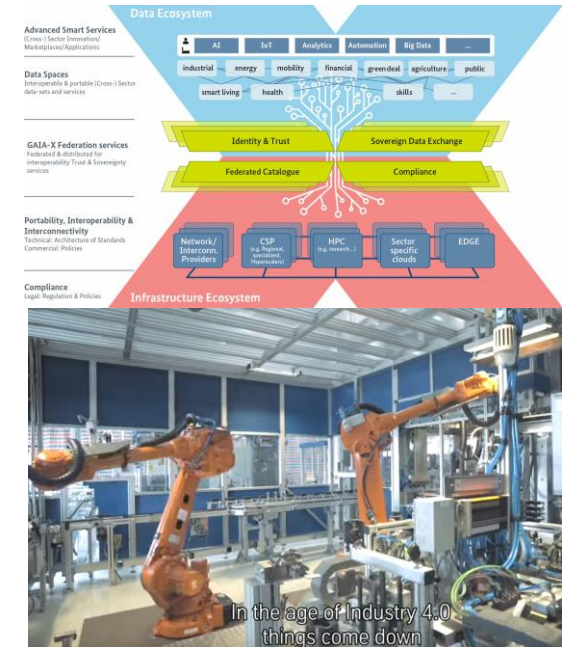 Data Ecosystem
Advanced Smart Services
(Cross-) Sector Innovation/
Marketplaces/Applications
AI
IoT
Analytics
Automation
Big Data
...
Data Spaces
Interoperable & portable (Cross-) Sector
data-sets and services
industrial
energy
mobility
financial
green deal
agriculture
public
smart living
health
skills
...
GAIA-X Federation services
Federated & distributed for
interoperability Trust & Sovereignty
services
Identity & Trust
Sovereign Data Exchange
Federated Catalogue
Compliance
Portability, Interoperability &
Interconnectivity
Technical: Architecture of Standards
Commercial: Policies
Network/
Interconn.
Providers
CSP
(e.g. Regional,
specialized,
Hyperscalers)
HPC
(e.g. research...)
Sector
specific
clouds
EDGE
Compliance
Legal: Regulation & Policies
Infrastructure Ecosystem
In the age of Industry 4.0
things come down